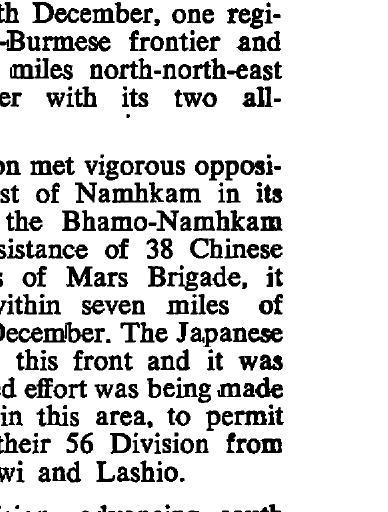 th December, one regi-
-Burmese frontier and
miles north-north-east
er with its two all-
on met vigorous opposi-
st of Namhkam in its
the Bhamo-Namhkam
sistance of 38 Chinese
s of Mars Brigade, it
within seven miles of
December. The Japanese
this front and it was
ed effort was being made
in this area, to permit
their 56 Division from
wi and Lashio.
advancing south